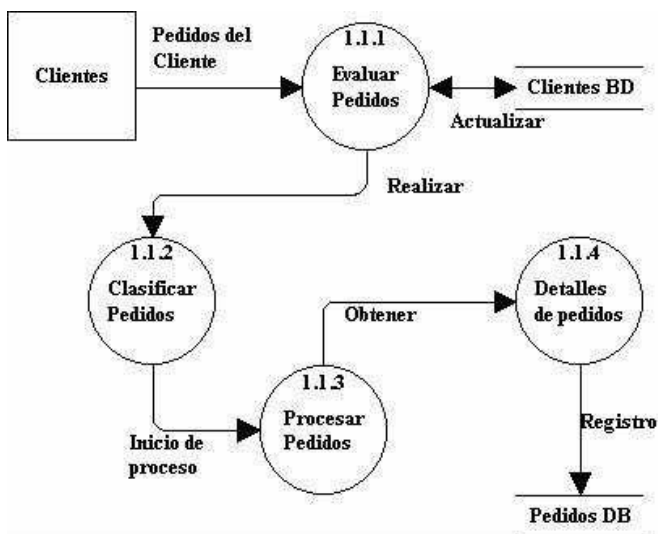 Clientes
Pedidos del
Cliente
1.1.1
Evaluar
Pedidos
Clientes BD
Actualizar
Realizar
1.1.2
Clasificar
Pedidos
1.1.4
Detalles
de pedidos
Obtener
1.1.3
Procesar
Pedidos
Inicio de
proceso
Registro
Pedidos DB